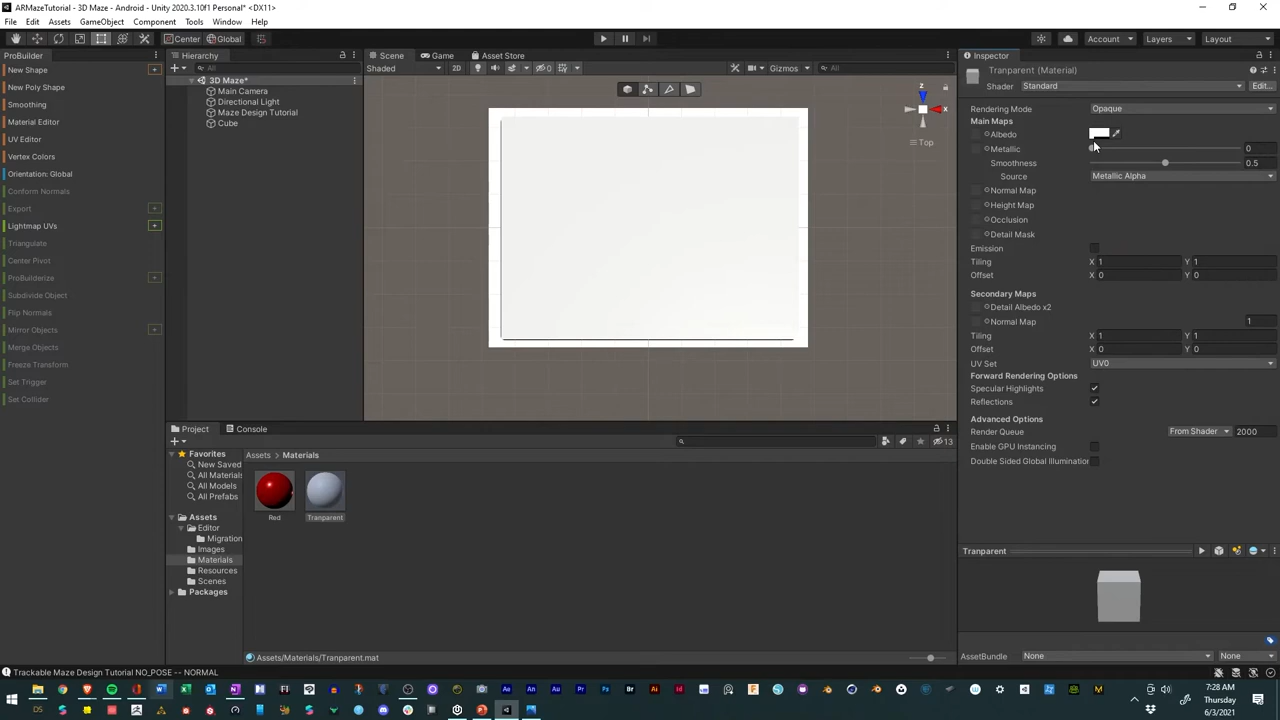 ARMazeTutorial - 3D Maze - Android - Unity 2020.3.10f1 Personal* <DX11>
File Edit Assets GameObject Component Tools Window Help
Center Global Account Layers Layout
ProBuilder
New Shape
New Poly Shape
Smoothing
Material Editor
UV Editor
Vertex Colors
Orientation: Global
Conform Normals
Export
Lightmap UVs
Triangulate
Center Pivot
ProBuilderize
Subdivide Object
Flip Normals
Mirror Objects
Merge Objects
Freeze Transform
Set Trigger
Set Collider
Hierarchy
All
3D Maze*
Main Camera
Directional Light
Maze Design Tutorial
Cube
Scene Game Asset Store
Shaded 2D 0 Gizmos All
z
x
Top
Inspector
Tranparent (Material)
Shader Standard Edit...
Rendering Mode Opaque
Main Maps
Albedo
Metallic 0
Smoothness 0.5
Source Metallic Alpha
Normal Map
Height Map
Occlusion
Detail Mask
Emission
Tiling X 1 Y 1
Offset X 0 Y 0
Secondary Maps
Detail Albedo x2
Normal Map 1
Tiling X 1 Y 1
Offset X 0 Y 0
UV Set UV0
Forward Rendering Options
Specular Highlights
Reflections
Advanced Options
Render Queue From Shader 2000
Enable GPU Instancing
Double Sided Global Illumination
Tranparent
AssetBundle None None
Project Console
13
Favorites
New Saved
All Materials
All Models
All Prefabs
Assets
Editor
Migration
Images
Materials
Resources
Scenes
Packages
Assets > Materials
Red Tranparent
Assets/Materials/Tranparent.mat
Trackable Maze Design Tutorial NO_POSE -- NORMAL
7:28 AM
Thursday
6/3/2021